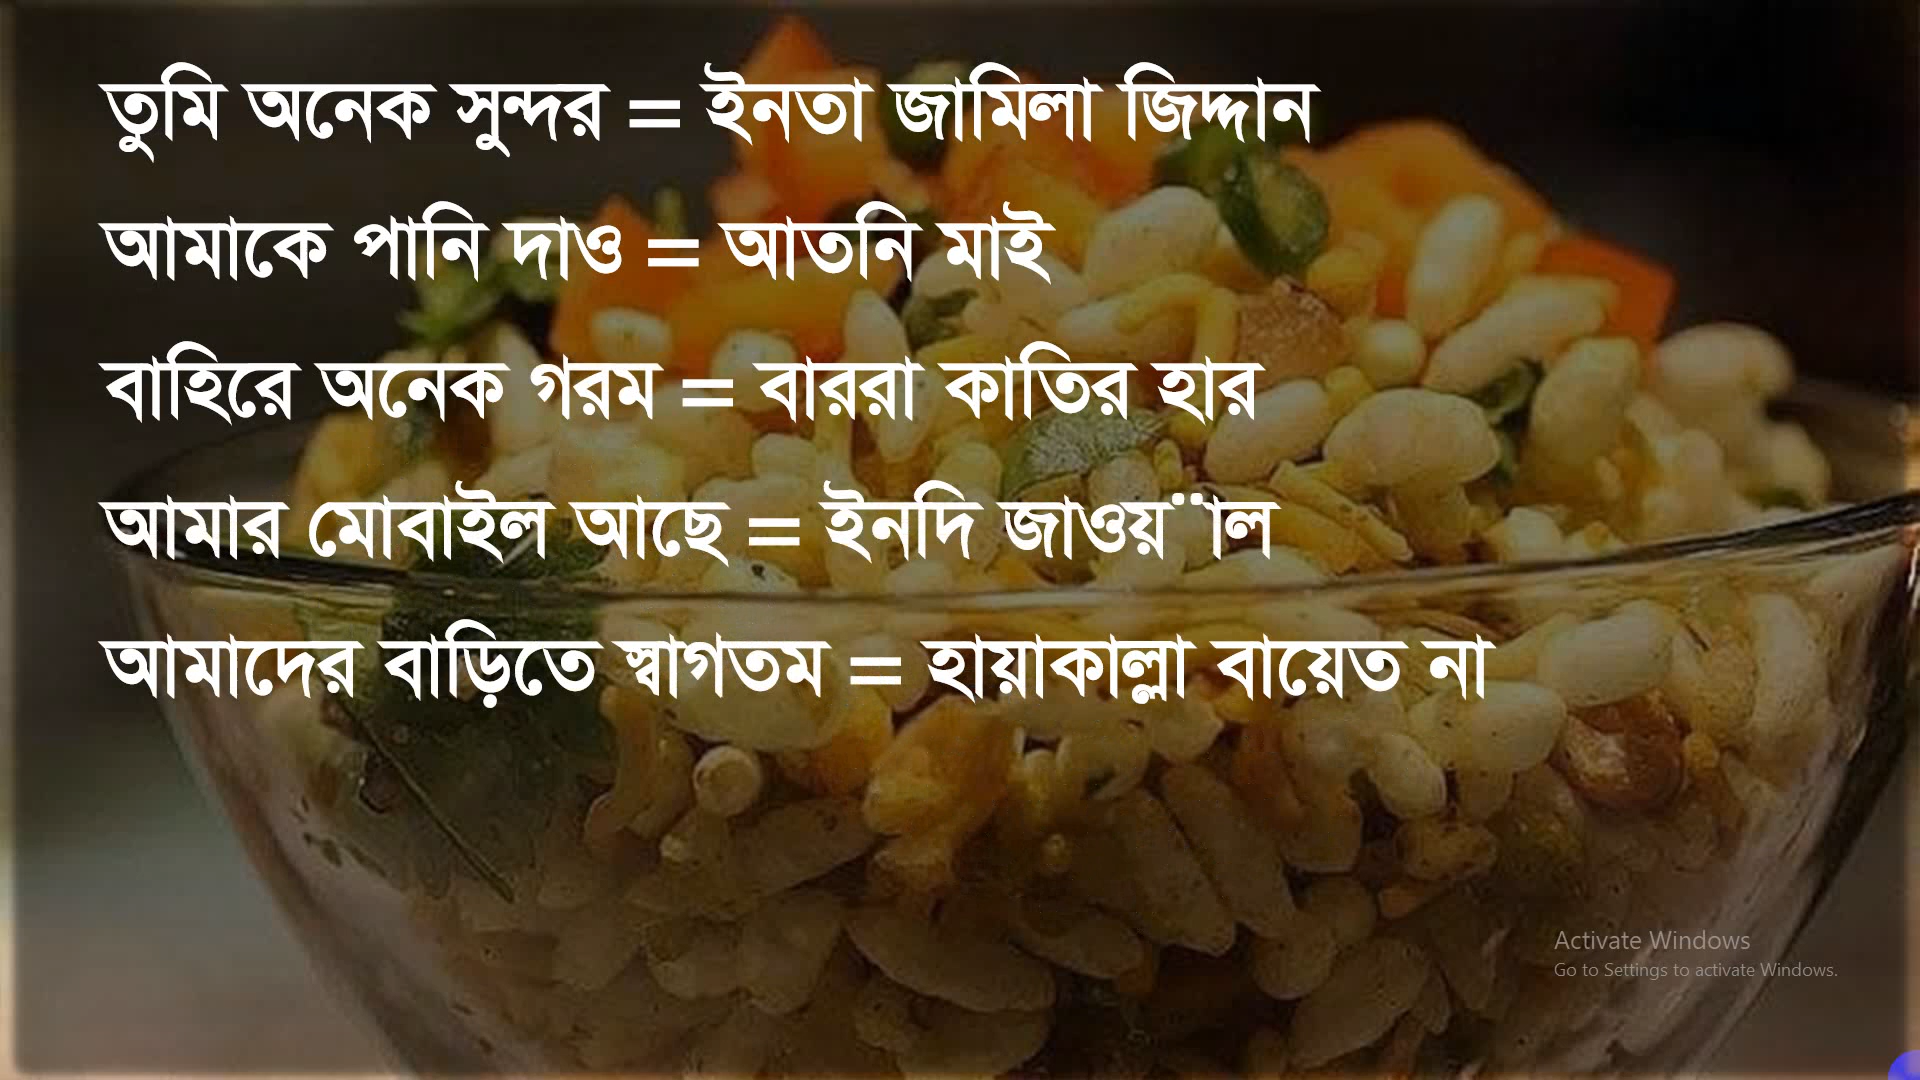 তুমি অনেক সুন্দর = ইনতা জামিলা জিদ্দান
আমাকে পানি দাও = আতনি মাই
বাহিরে অনেক গরম = বাররা কাতির হার
আমার মোবাইল আছে = ইনদি জাওয়¨াল
আমাদের বাড়িতে স্বাগতম = হায়াকাল্লা বায়েত না
Activate Windows
Go to Settings to activate Windows.